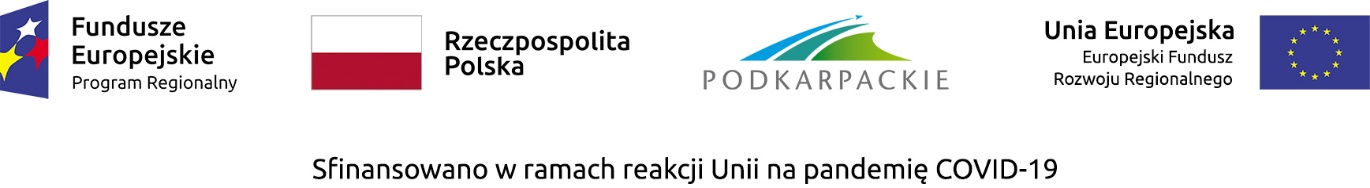 Fundusze
Europejskie
Program Regionalny
Rzeczpospolita
Polska
PODKARPACKIE
Unia Europejska
Europejski Fundusz
Rozwoju Regionalnego
Sfinansowano w ramach reakcji Unii na pandemię COVID-19